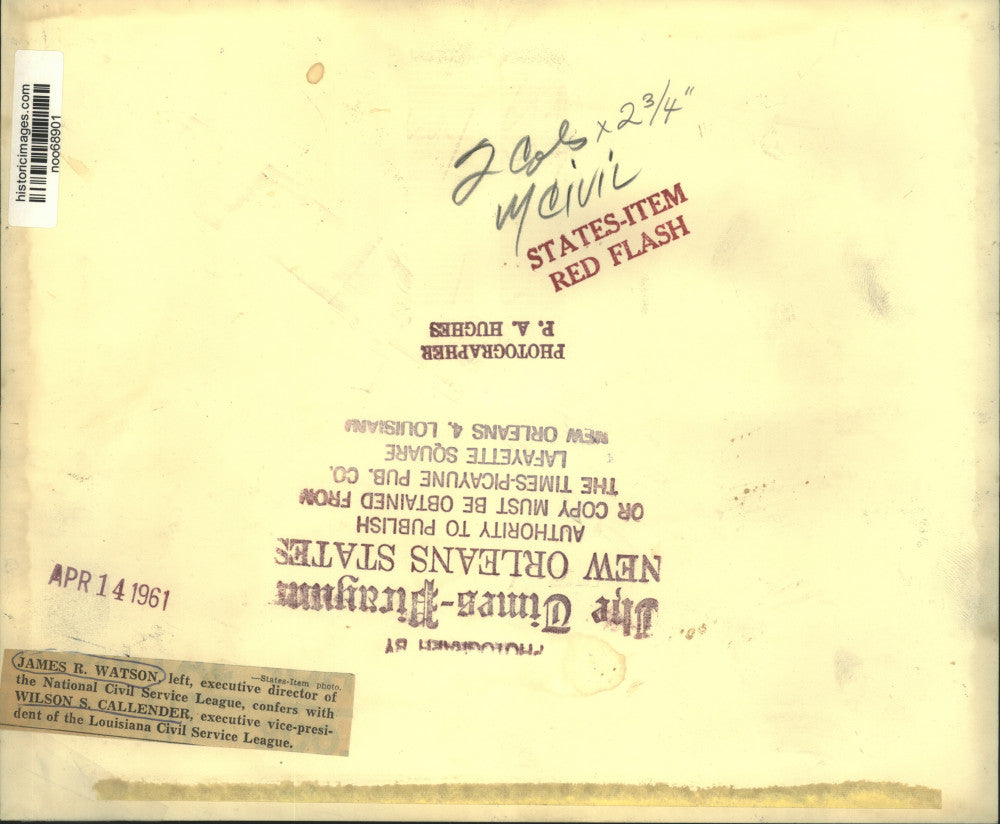 historicimages.com
noo68901
2 Cols x 2 3/4"
M CIVIL
STATES-ITEM
RED FLASH
PHOTOGRAPHER
P. A. HUGHES
PHOTOGRAPH BY
The Times-Picayune
NEW ORLEANS STATES
AUTHORITY TO PUBLISH
OR COPY MUST BE OBTAINED FROM
THE TIMES-PICAYUNE PUB. CO.
LAFAYETTE SQUARE
NEW ORLEANS 4, LOUISIANA
APR 14 1961
—States-Item photo.
JAMES R. WATSON, left, executive director of
the National Civil Service League, confers with
WILSON S. CALLENDER, executive vice-presi-
dent of the Louisiana Civil Service League.